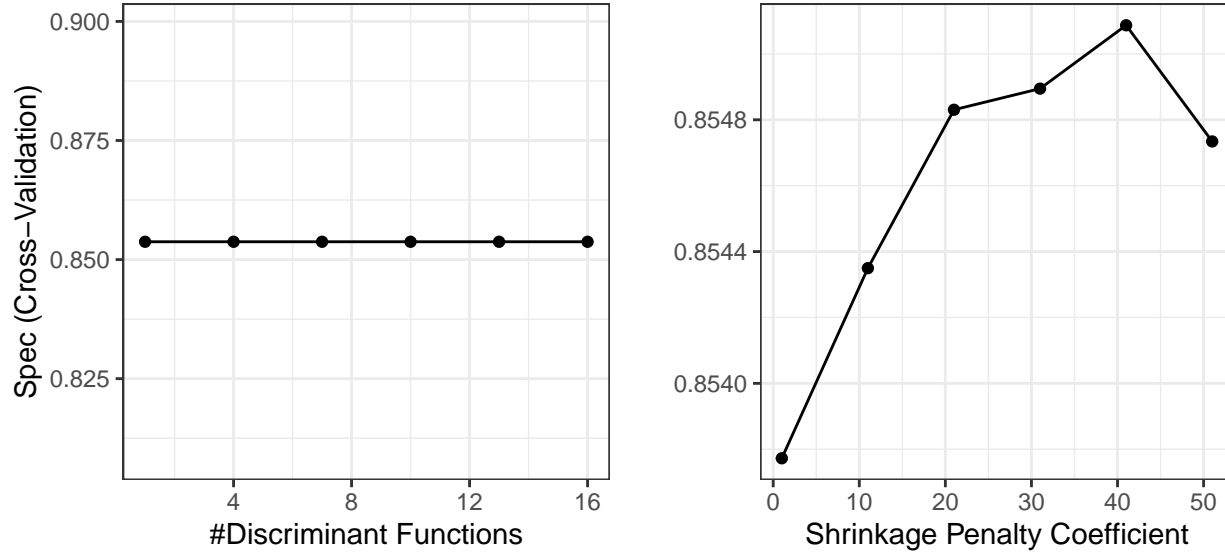 Spec (Cross−Validation)
0.900
0.875
0.850
0.825
4 8 12 16
#Discriminant Functions
0.8548
0.8544
0.8540
0 10 20 30 40 50
Shrinkage Penalty Coefficient